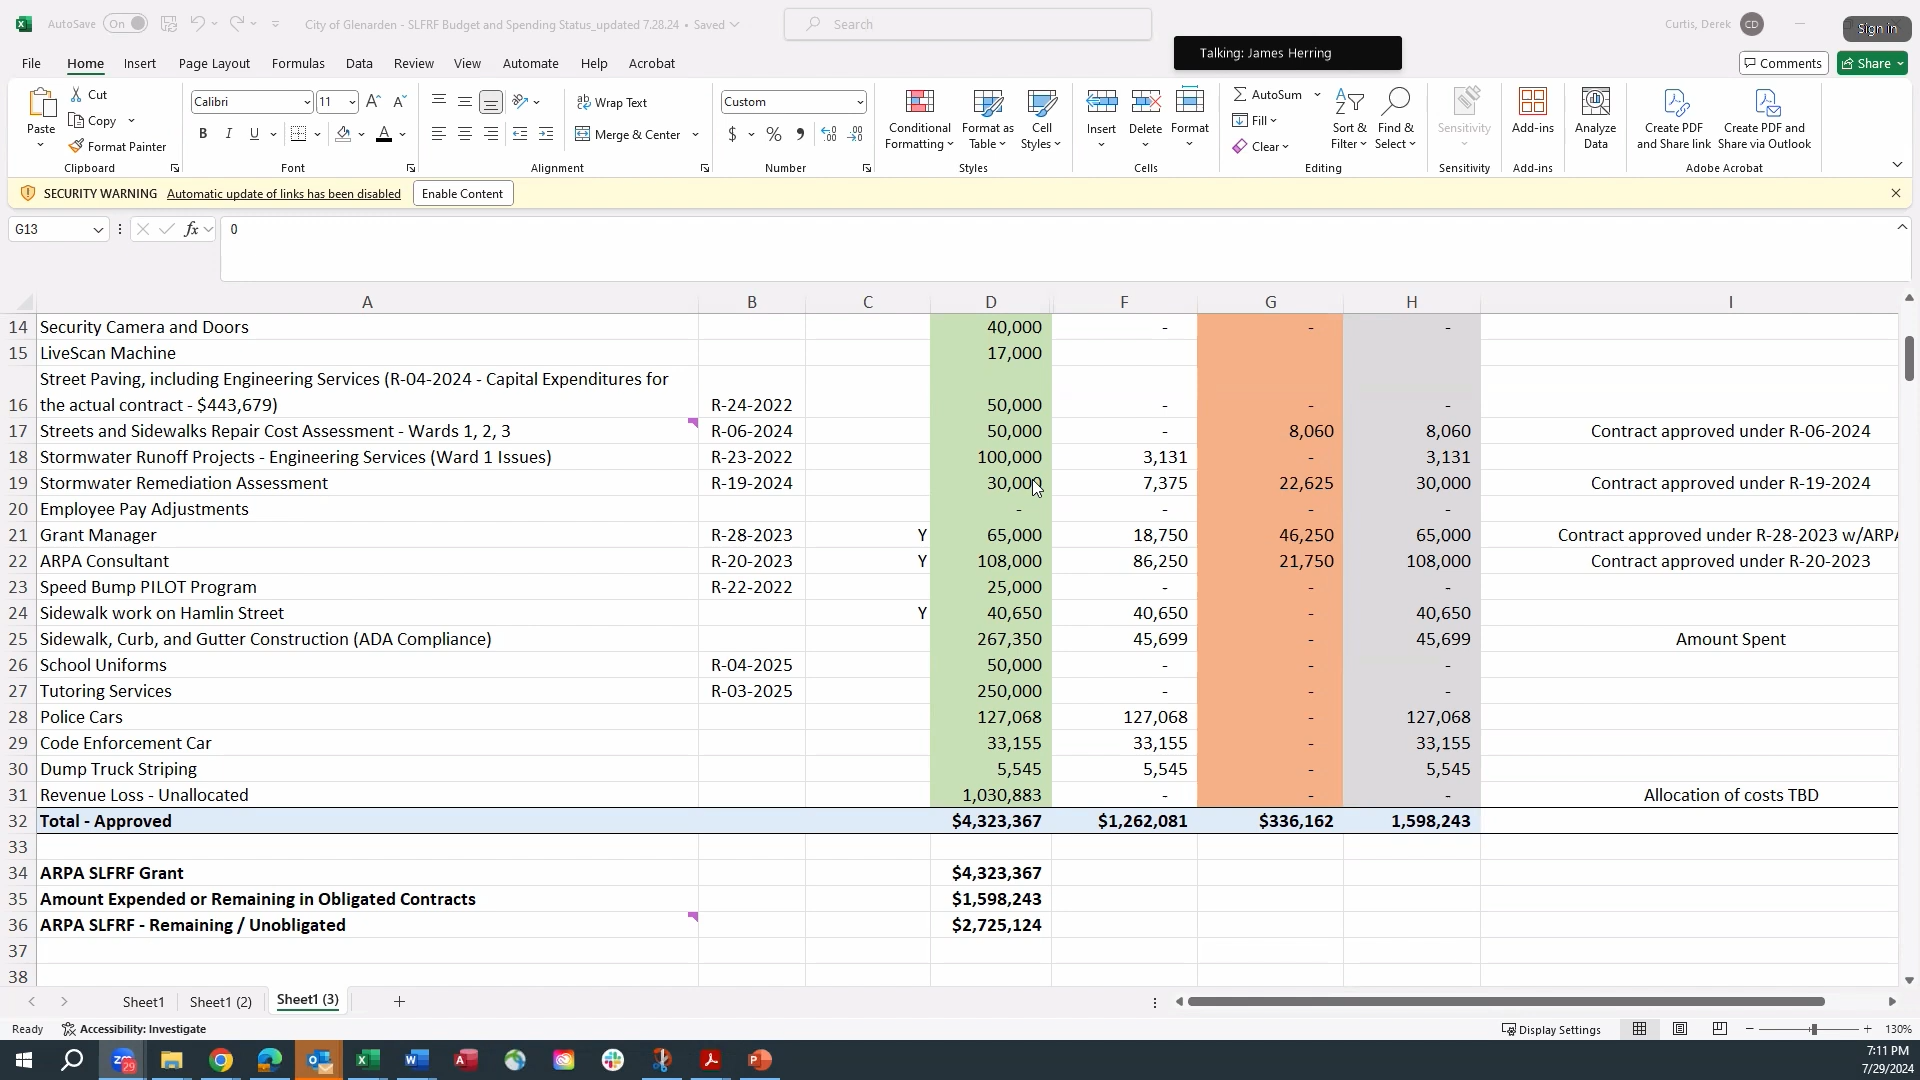 AutoSave On City of Glenarden - SLFRF Budget and Spending Status_updated 7.28.24 • Saved Search Curtis, Derek CD Sign in
Talking: James Herring
File Home Insert Page Layout Formulas Data Review View Automate Help Acrobat Comments Share
Paste Cut Copy Format Painter Calibri 11 B I U A Wrap Text Merge & Center Custom $ % Conditional Formatting Format as Table Cell Styles Insert Delete Format AutoSum Fill Clear Sort & Filter Find & Select Sensitivity Add-ins Analyze Data Create PDF and Share link Create PDF and Share via Outlook
Clipboard Font Alignment Number Styles Cells Editing Sensitivity Add-ins Adobe Acrobat
SECURITY WARNING Automatic update of links has been disabled Enable Content
G13 fx 0
A B C D F G H I
14 Security Camera and Doors 40,000 - - -
15 LiveScan Machine 17,000
Street Paving, including Engineering Services (R-04-2024 - Capital Expenditures for
16 the actual contract - $443,679) R-24-2022 50,000 - - -
17 Streets and Sidewalks Repair Cost Assessment - Wards 1, 2, 3 R-06-2024 50,000 - 8,060 8,060 Contract approved under R-06-2024
18 Stormwater Runoff Projects - Engineering Services (Ward 1 Issues) R-23-2022 100,000 3,131 - 3,131
19 Stormwater Remediation Assessment R-19-2024 30,000 7,375 22,625 30,000 Contract approved under R-19-2024
20 Employee Pay Adjustments - - - -
21 Grant Manager R-28-2023 Y 65,000 18,750 46,250 65,000 Contract approved under R-28-2023 w/ARPA
22 ARPA Consultant R-20-2023 Y 108,000 86,250 21,750 108,000 Contract approved under R-20-2023
23 Speed Bump PILOT Program R-22-2022 25,000 - - -
24 Sidewalk work on Hamlin Street Y 40,650 40,650 - 40,650
25 Sidewalk, Curb, and Gutter Construction (ADA Compliance) 267,350 45,699 - 45,699 Amount Spent
26 School Uniforms R-04-2025 50,000 - - -
27 Tutoring Services R-03-2025 250,000 - - -
28 Police Cars 127,068 127,068 - 127,068
29 Code Enforcement Car 33,155 33,155 - 33,155
30 Dump Truck Striping 5,545 5,545 - 5,545
31 Revenue Loss - Unallocated 1,030,883 - - - Allocation of costs TBD
32 Total - Approved $4,323,367 $1,262,081 $336,162 1,598,243
33
34 ARPA SLFRF Grant $4,323,367
35 Amount Expended or Remaining in Obligated Contracts $1,598,243
36 ARPA SLFRF - Remaining / Unobligated $2,725,124
37
38
Sheet1 Sheet1 (2) Sheet1 (3)
Ready Accessibility: Investigate Display Settings 130%
7:11 PM
7/29/2024